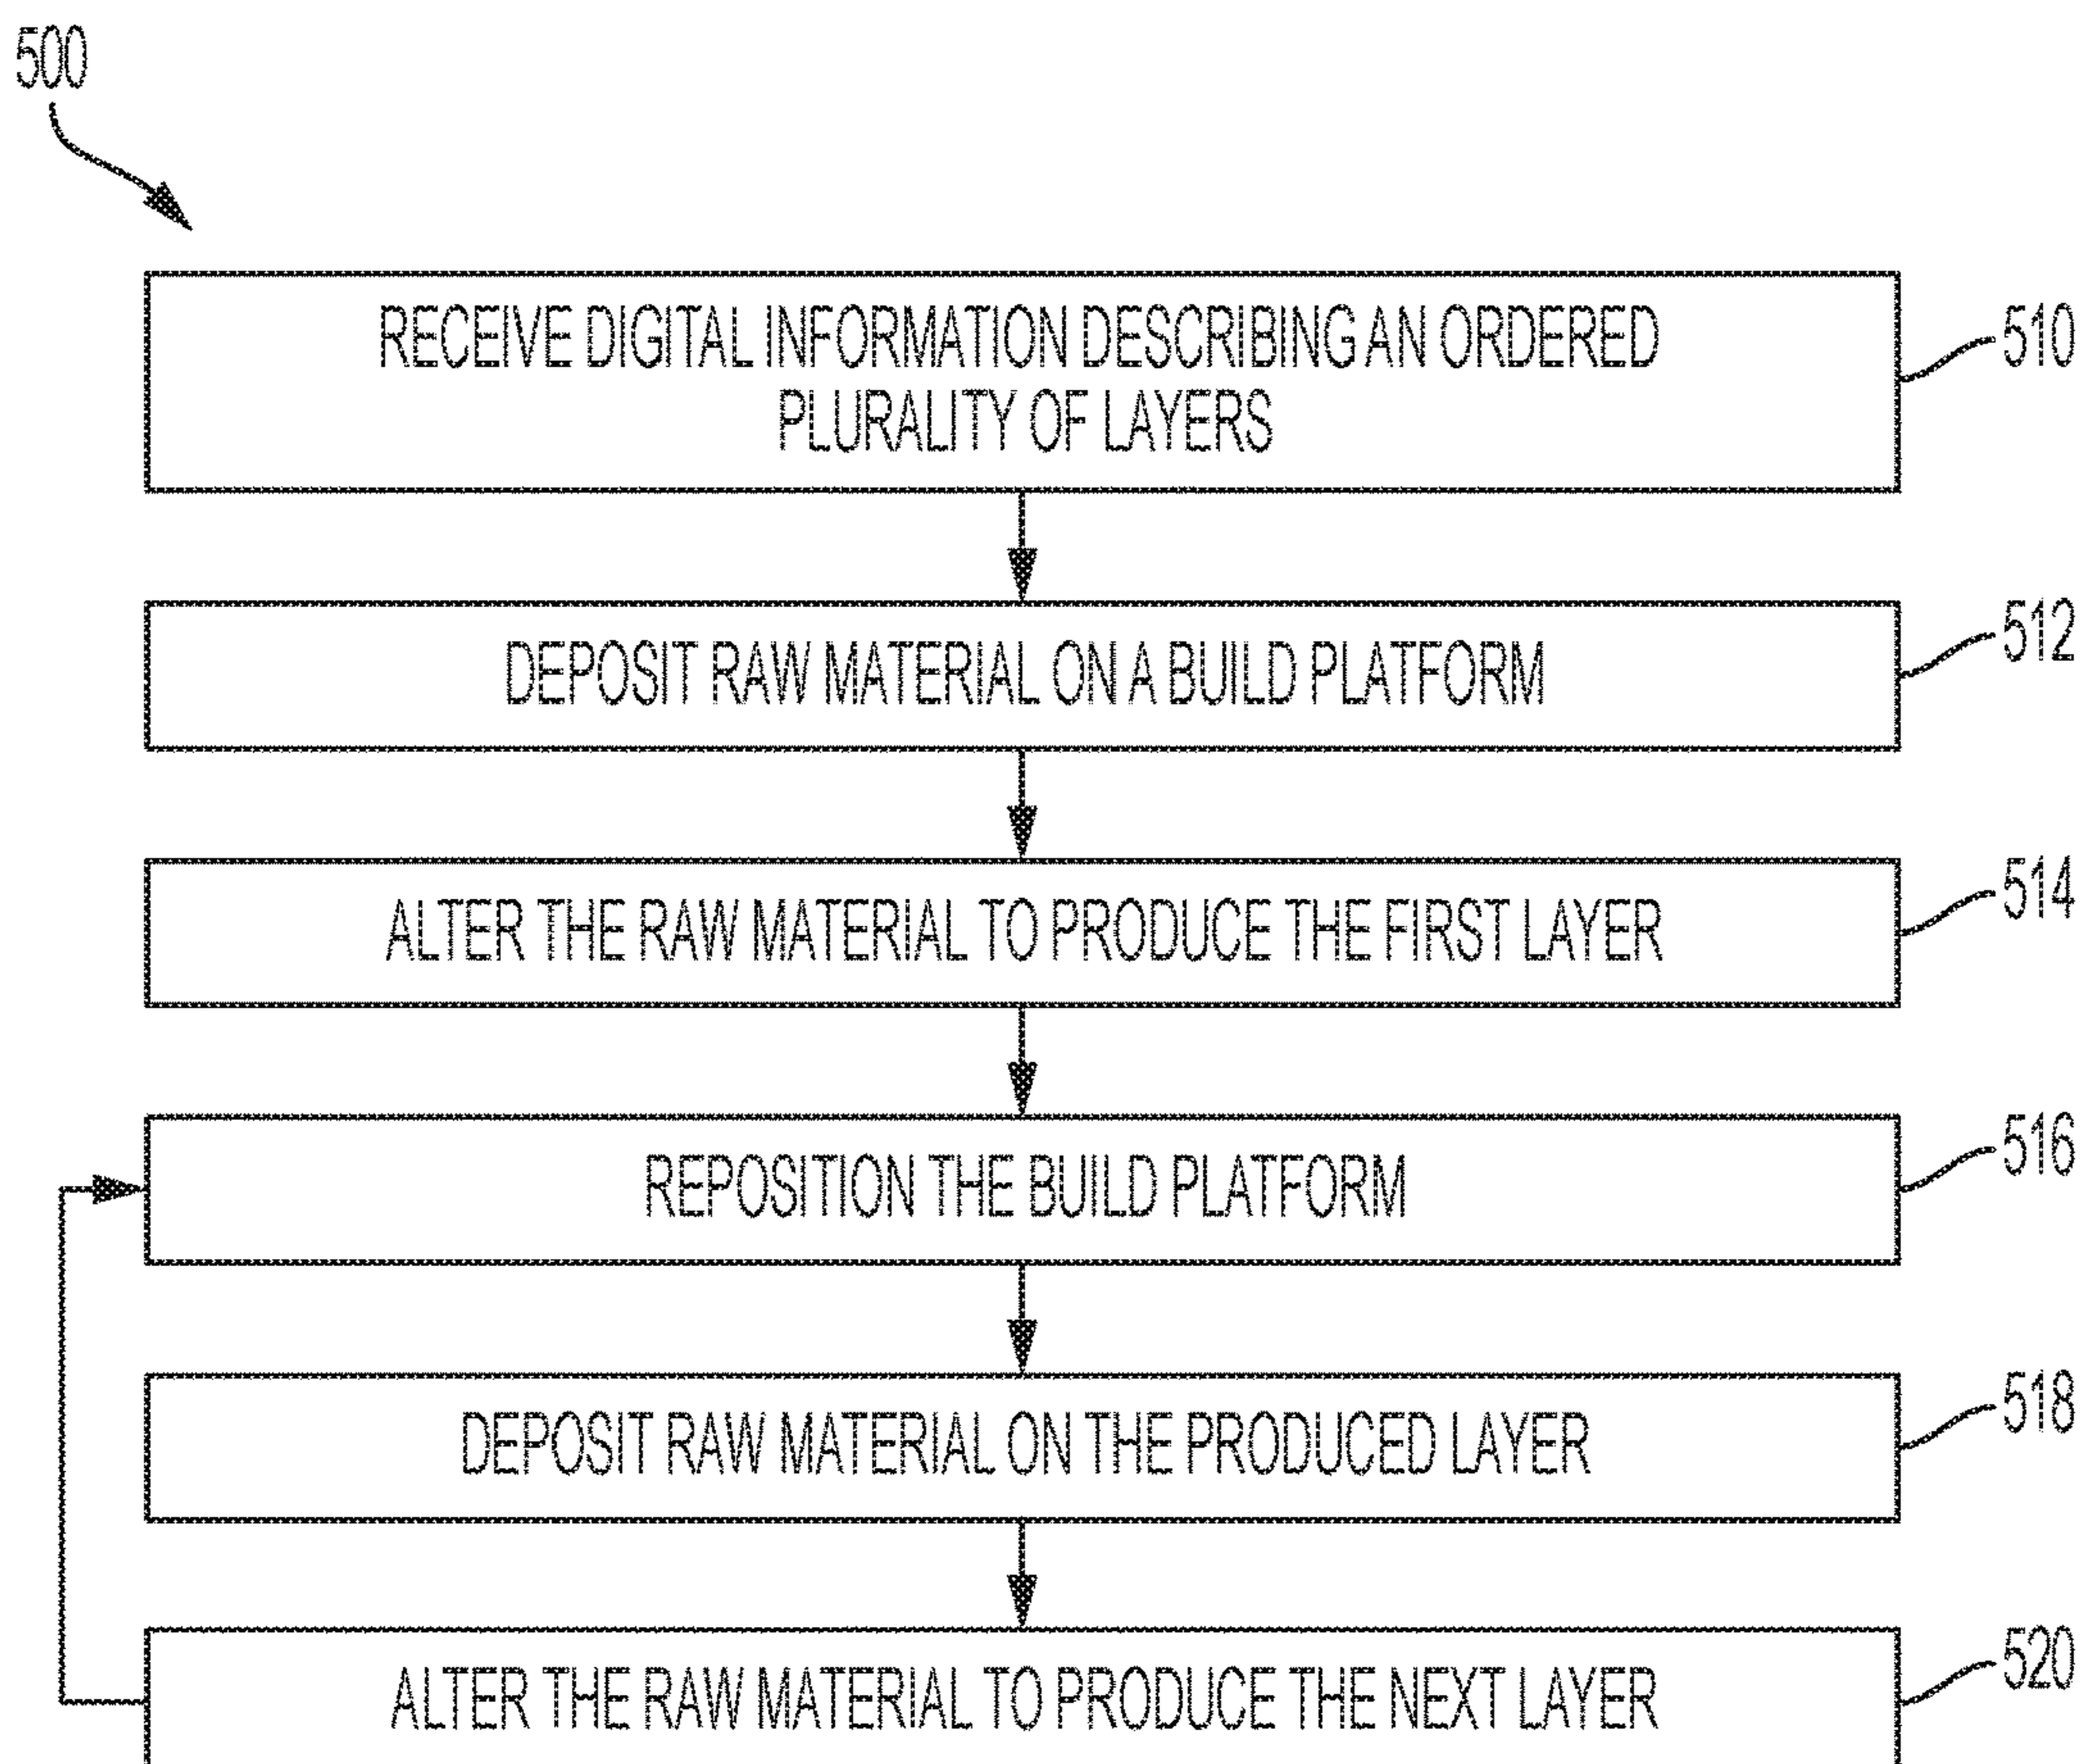 500
RECEIVE DIGITAL INFORMATION DESCRIBING AN ORDERED
PLURALITY OF LAYERS
510
DEPOSIT RAW MATERIAL ON A BUILD PLATFORM
512
ALTER THE RAW MATERIAL TO PRODUCE THE FIRST LAYER
514
REPOSITION THE BUILD PLATFORM
516
DEPOSIT RAW MATERIAL ON THE PRODUCED LAYER
518
ALTER THE RAW MATERIAL TO PRODUCE THE NEXT LAYER
520